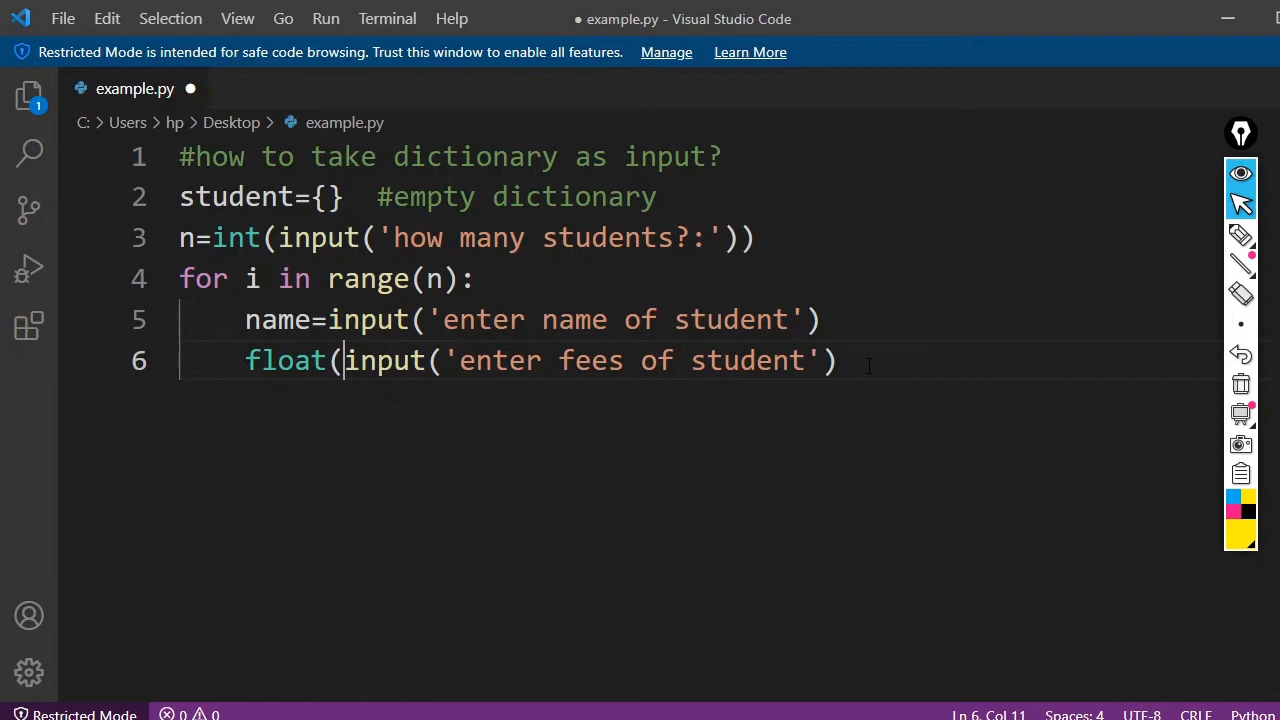 File Edit Selection View Go Run Terminal Help ● example.py - Visual Studio Code
Restricted Mode is intended for safe code browsing. Trust this window to enable all features. Manage Learn More
example.py ●
C: > Users > hp > Desktop > example.py
1 #how to take dictionary as input?
2 student={}  #empty dictionary
3 n=int(input('how many students?:'))
4 for i in range(n):
5     name=input('enter name of student')
6     float(input('enter fees of student')
1
Restricted Mode 0 0 Ln 6, Col 11 Spaces: 4 UTF-8 CRLF Python